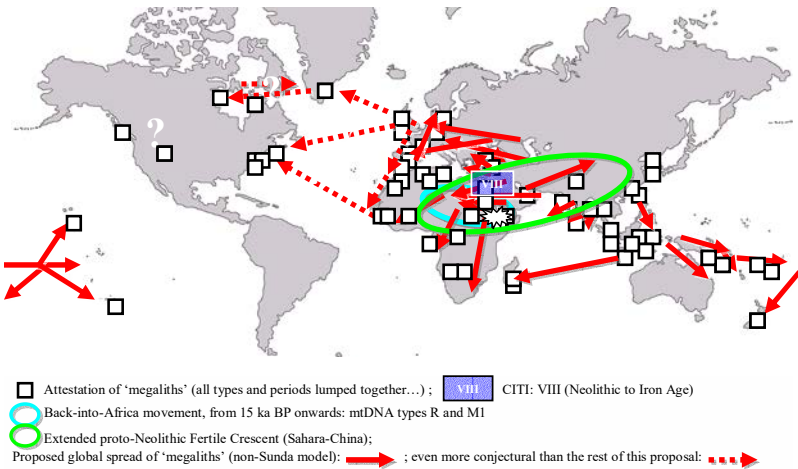 ?
?
VIII
Attestation of ‘megaliths’ (all types and periods lumped together…) ; VIII CITI: VIII (Neolithic to Iron Age)
Back-into-Africa movement, from 15 ka BP onwards: mtDNA types R and M1
Extended proto-Neolithic Fertile Crescent (Sahara-China);
Proposed global spread of ‘megaliths’ (non-Sunda model): ; even more conjectural than the rest of this proposal: